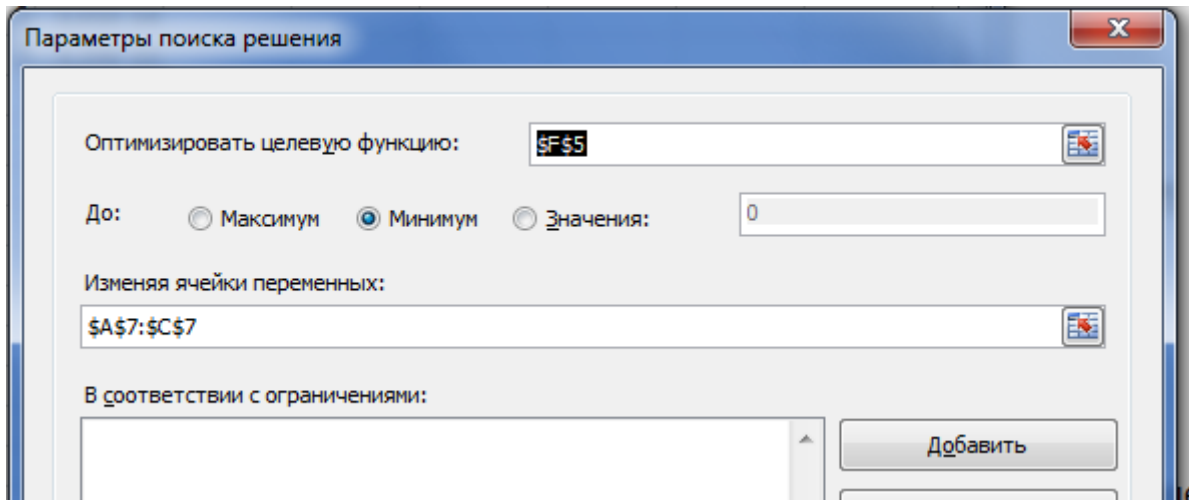 Параметры поиска решения
Оптимизировать целевую функцию: $F$5
До: Максимум Минимум Значения: 0
Изменяя ячейки переменных:
$A$7:$C$7
В соответствии с ограничениями:
Добавить